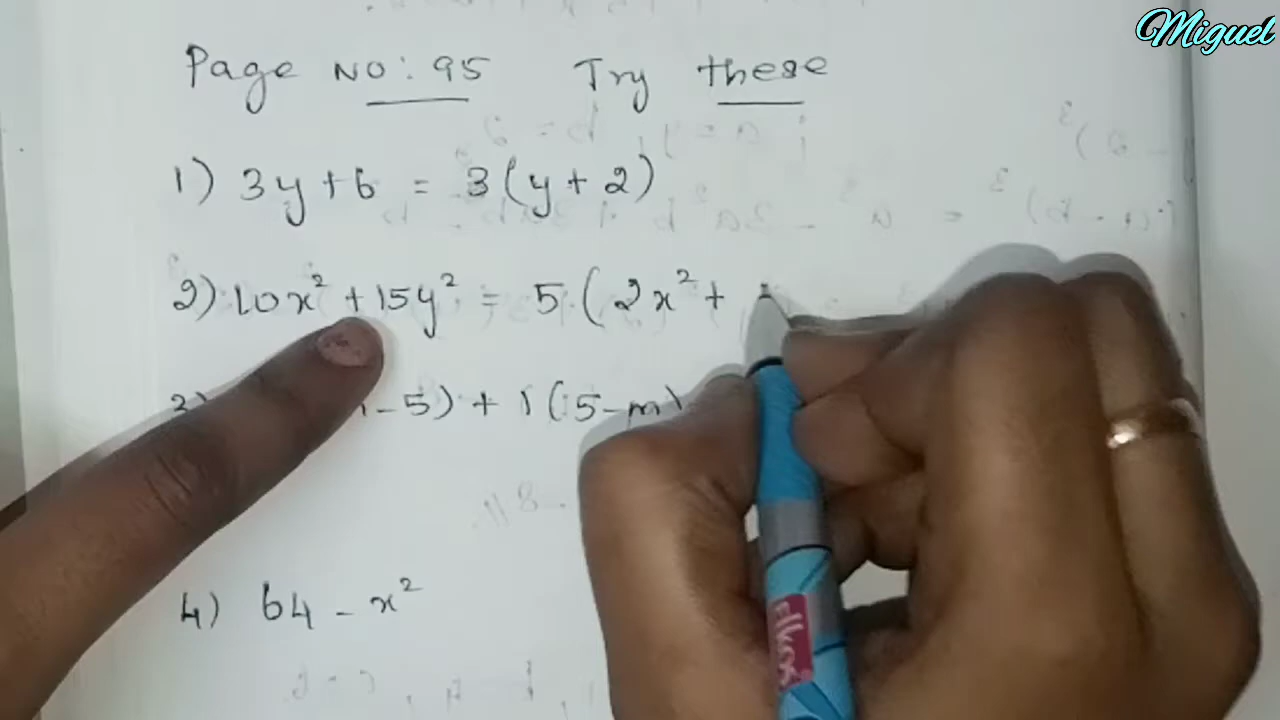 Miguel
Page No: 95 Try these
1) 3y + 6 = 3(y + 2)
2) 10x² + 15y² = 5(2x² +
- 5) + 1(5 - m)
4) 64 - x²
elkos